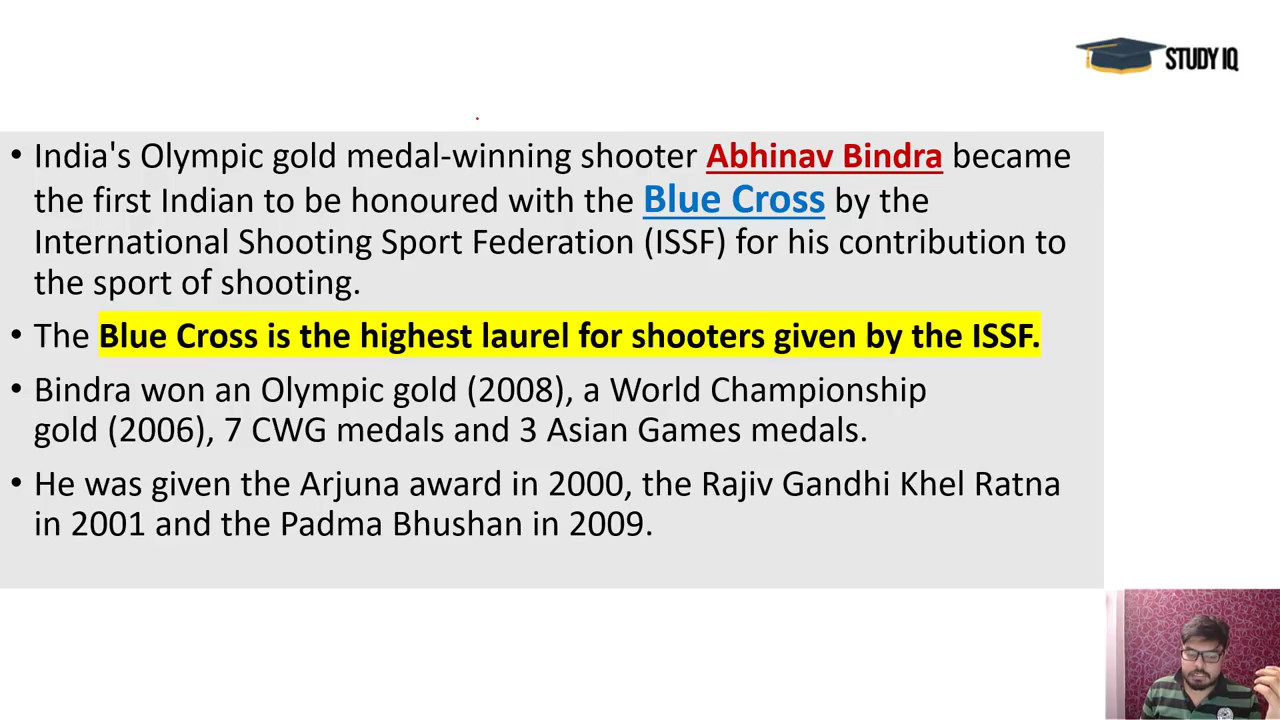 STUDY IQ
• India's Olympic gold medal-winning shooter Abhinav Bindra became
the first Indian to be honoured with the Blue Cross by the
International Shooting Sport Federation (ISSF) for his contribution to
the sport of shooting.
• The Blue Cross is the highest laurel for shooters given by the ISSF.
• Bindra won an Olympic gold (2008), a World Championship
gold (2006), 7 CWG medals and 3 Asian Games medals.
• He was given the Arjuna award in 2000, the Rajiv Gandhi Khel Ratna
in 2001 and the Padma Bhushan in 2009.